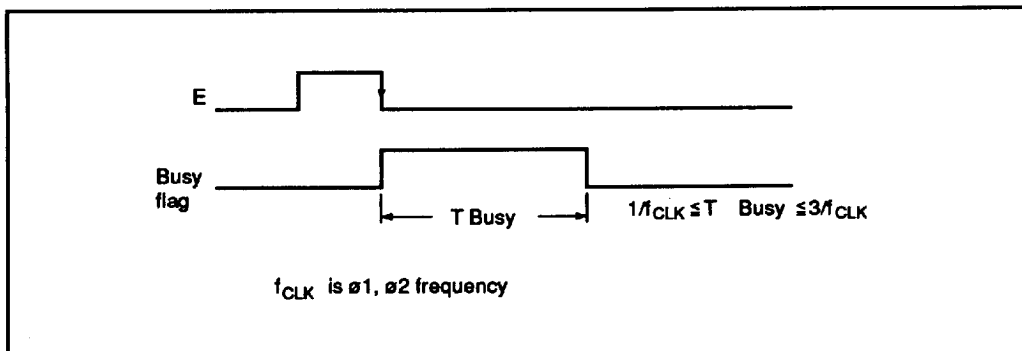 E
Busy
flag
T Busy
1/fCLK ≦ T Busy ≦ 3/fCLK
fCLK is ø1, ø2 frequency